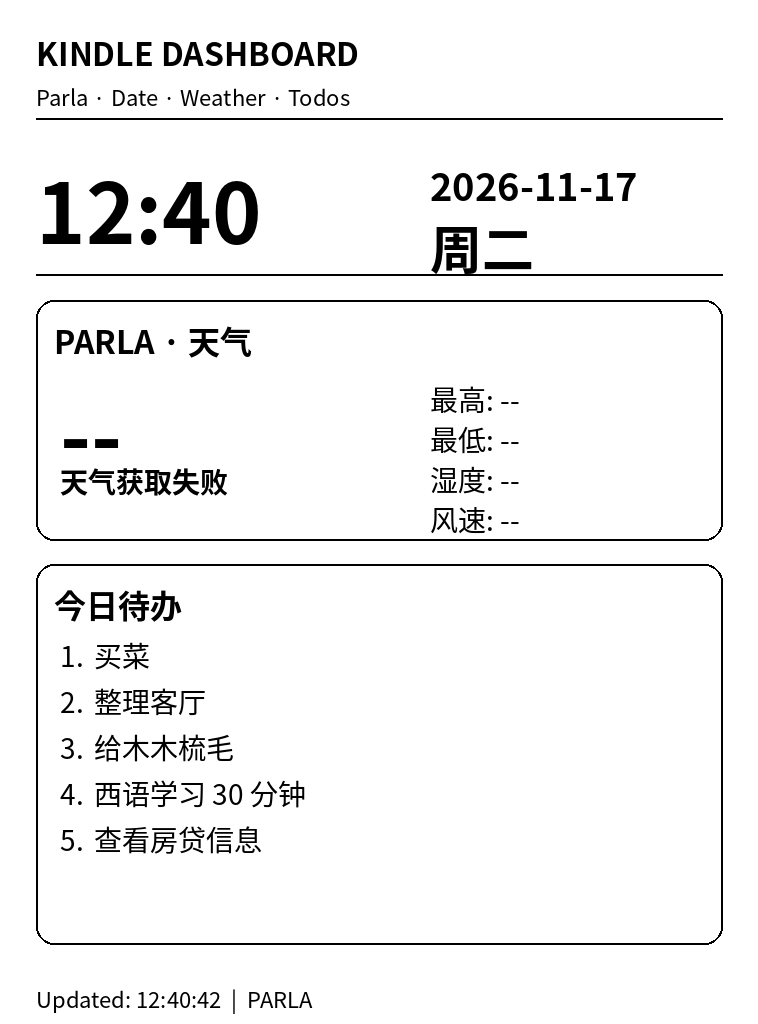 KINDLE DASHBOARD
Parla · Date · Weather · Todos
12:40
2026-11-17
周二
PARLA · 天气
--
天气获取失败
最高: --
最低: --
湿度: --
风速: --
今日待办
1. 买菜
2. 整理客厅
3. 给木木梳毛
4. 西语学习 30 分钟
5. 查看房贷信息
Updated: 12:40:42 | PARLA